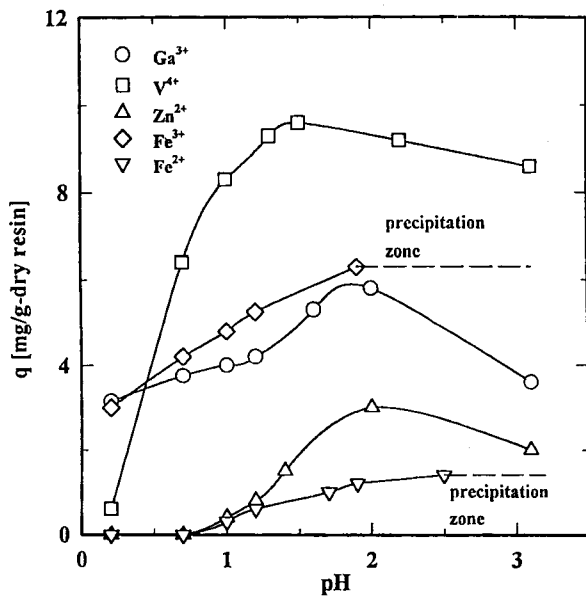 12
Ga³⁺
V⁴⁺
Zn²⁺
Fe³⁺
Fe²⁺
8
precipitation
zone
q [mg/g-dry resin]
4
precipitation
zone
0
0
1
2
3
pH